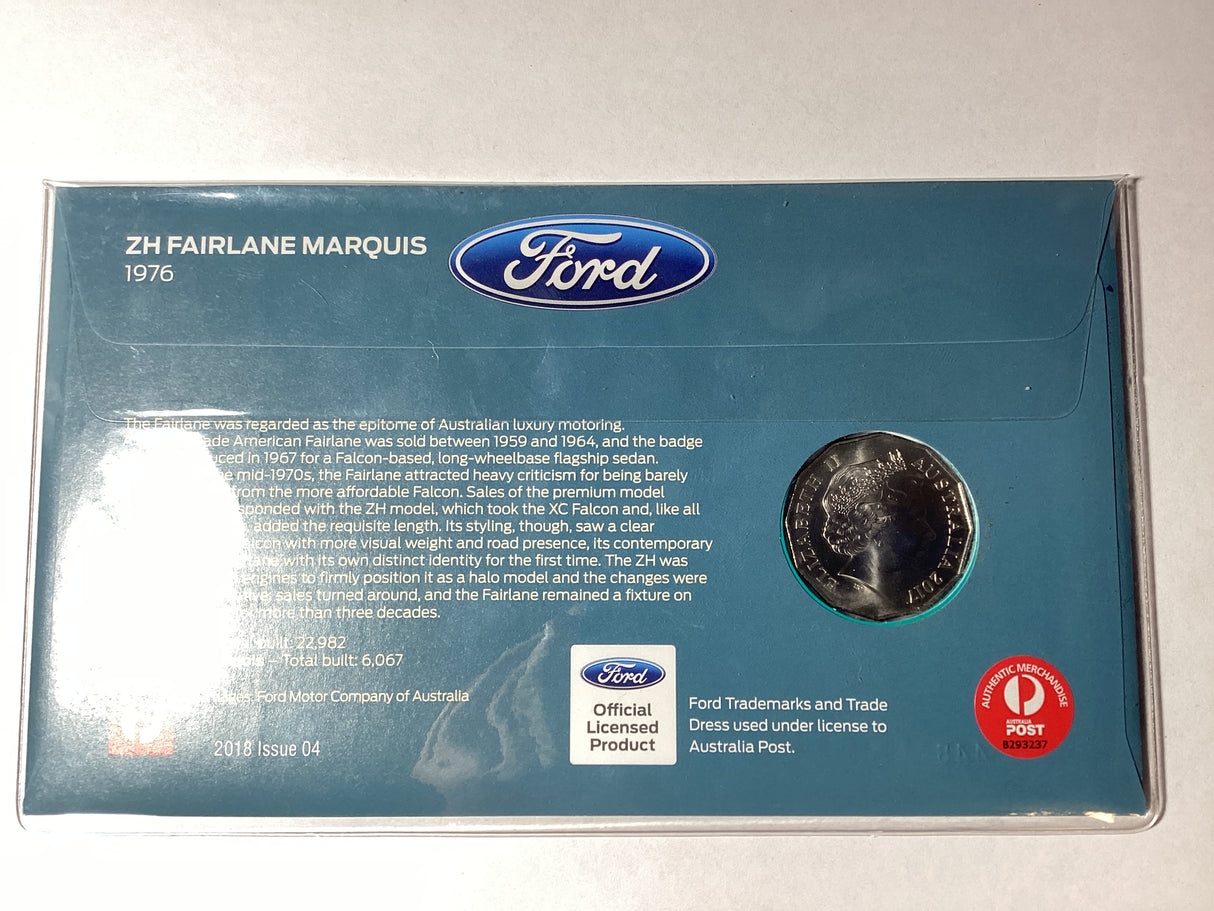 ZH FAIRLANE MARQUIS
1976
Ford
The Fairlane was regarded as the epitome of Australian luxury motoring.
American Fairlane was sold between 1959 and 1964, and the badge
in 1967 for a Falcon-based, long-wheelbase flagship sedan.
mid-1970s, the Fairlane attracted heavy criticism for being barely
from the more affordable Falcon. Sales of the premium model
with the ZH model, which took the XC Falcon and, like all
added the requisite length. Its styling, though, saw a clear
with more visual weight and road presence, its contemporary
with its own distinct identity for the first time. The ZH was
engines to firmly position it as a halo model and the changes were
sales turned around, and the Fairlane remained a fixture on
more than three decades.
built: 22,982
– Total built: 6,067
Ford Motor Company of Australia
2018 Issue 04
ELIZABETH II AUSTRALIA 2017
Ford
Official
Licensed
Product
Ford Trademarks and Trade
Dress used under license to
Australia Post.
AUTHENTIC MERCHANDISE
AUSTRALIA
POST
B293237